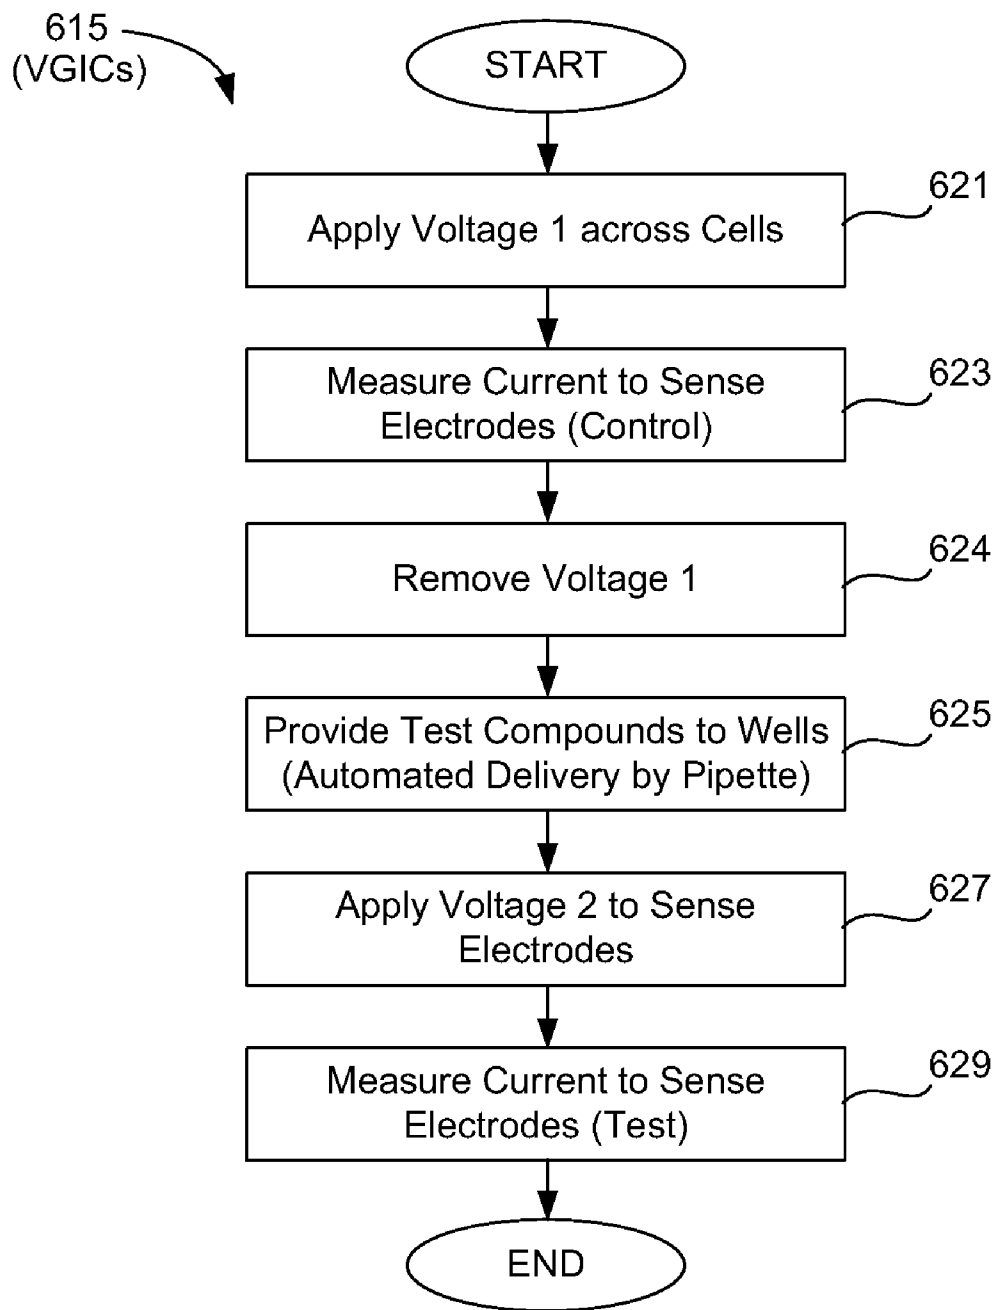 615
(VGICs)
START
621
Apply Voltage 1 across Cells
623
Measure Current to Sense
Electrodes (Control)
624
Remove Voltage 1
625
Provide Test Compounds to Wells
(Automated Delivery by Pipette)
627
Apply Voltage 2 to Sense
Electrodes
629
Measure Current to Sense
Electrodes (Test)
END